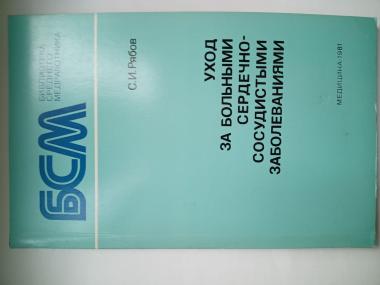 БСМ
БИБЛИОТЕКА
СРЕДНЕГО
МЕДРАБОТНИКА
С.И. Рябов
УХОД
ЗА БОЛЬНЫМИ
СЕРДЕЧНО-
СОСУДИСТЫМИ
ЗАБОЛЕВАНИЯМИ
МЕДИЦИНА·1981